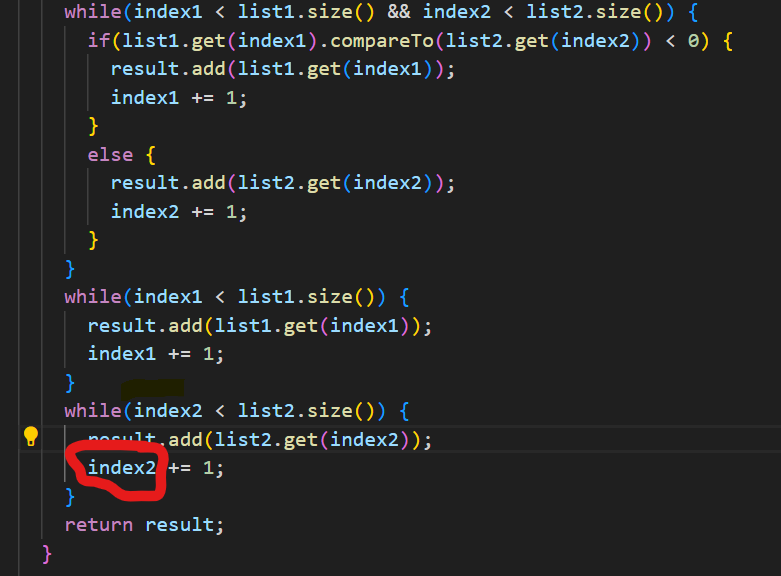 while(index1 < list1.size() && index2 < list2.size()) {
if(list1.get(index1).compareTo(list2.get(index2)) < 0) {
result.add(list1.get(index1));
index1 += 1;
}
else {
result.add(list2.get(index2));
index2 += 1;
}
}
while(index1 < list1.size()) {
result.add(list1.get(index1));
index1 += 1;
}
while(index2 < list2.size()) {
result.add(list2.get(index2));
index2 += 1;
}
return result;
}